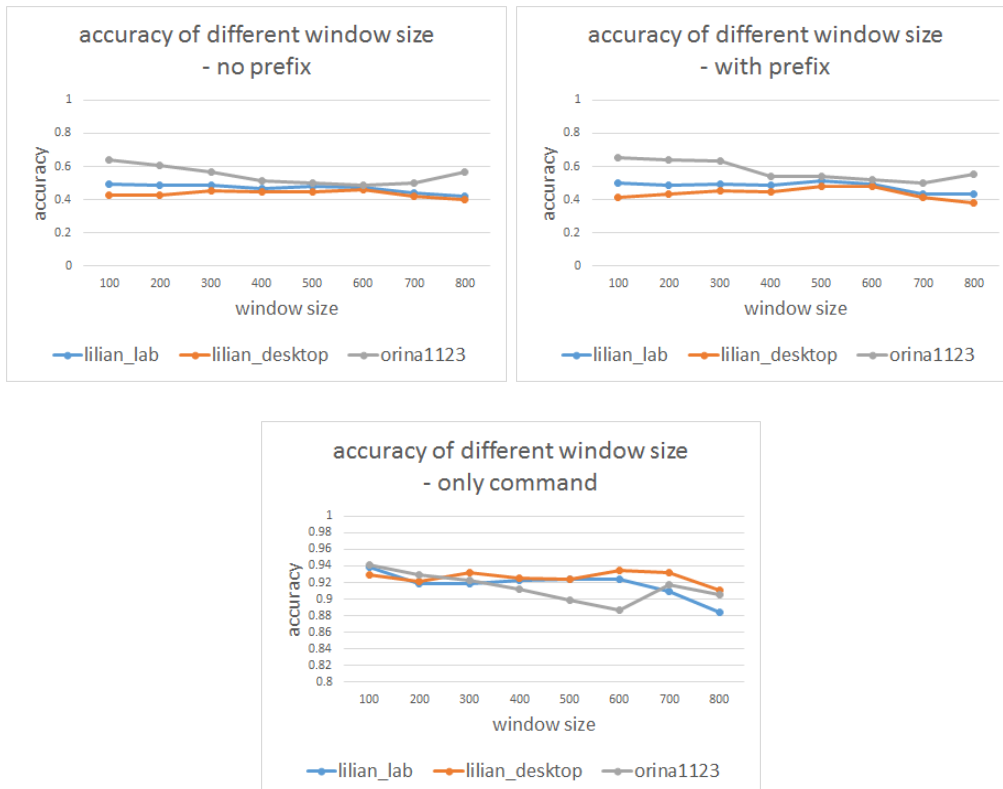 accuracy of different window size
- no prefix
1
0.8
0.6
0.4
0.2
0
accuracy
100 200 300 400 500 600 700 800
window size
lilian_lab lilian_desktop orina1123
accuracy of different window size
- with prefix
1
0.8
0.6
0.4
0.2
0
accuracy
100 200 300 400 500 600 700 800
window size
lilian_lab lilian_desktop orina1123
accuracy of different window size
- only command
1
0.98
0.96
0.94
0.92
0.9
0.88
0.86
0.84
0.82
0.8
accuracy
100 200 300 400 500 600 700 800
window size
lilian_lab lilian_desktop orina1123